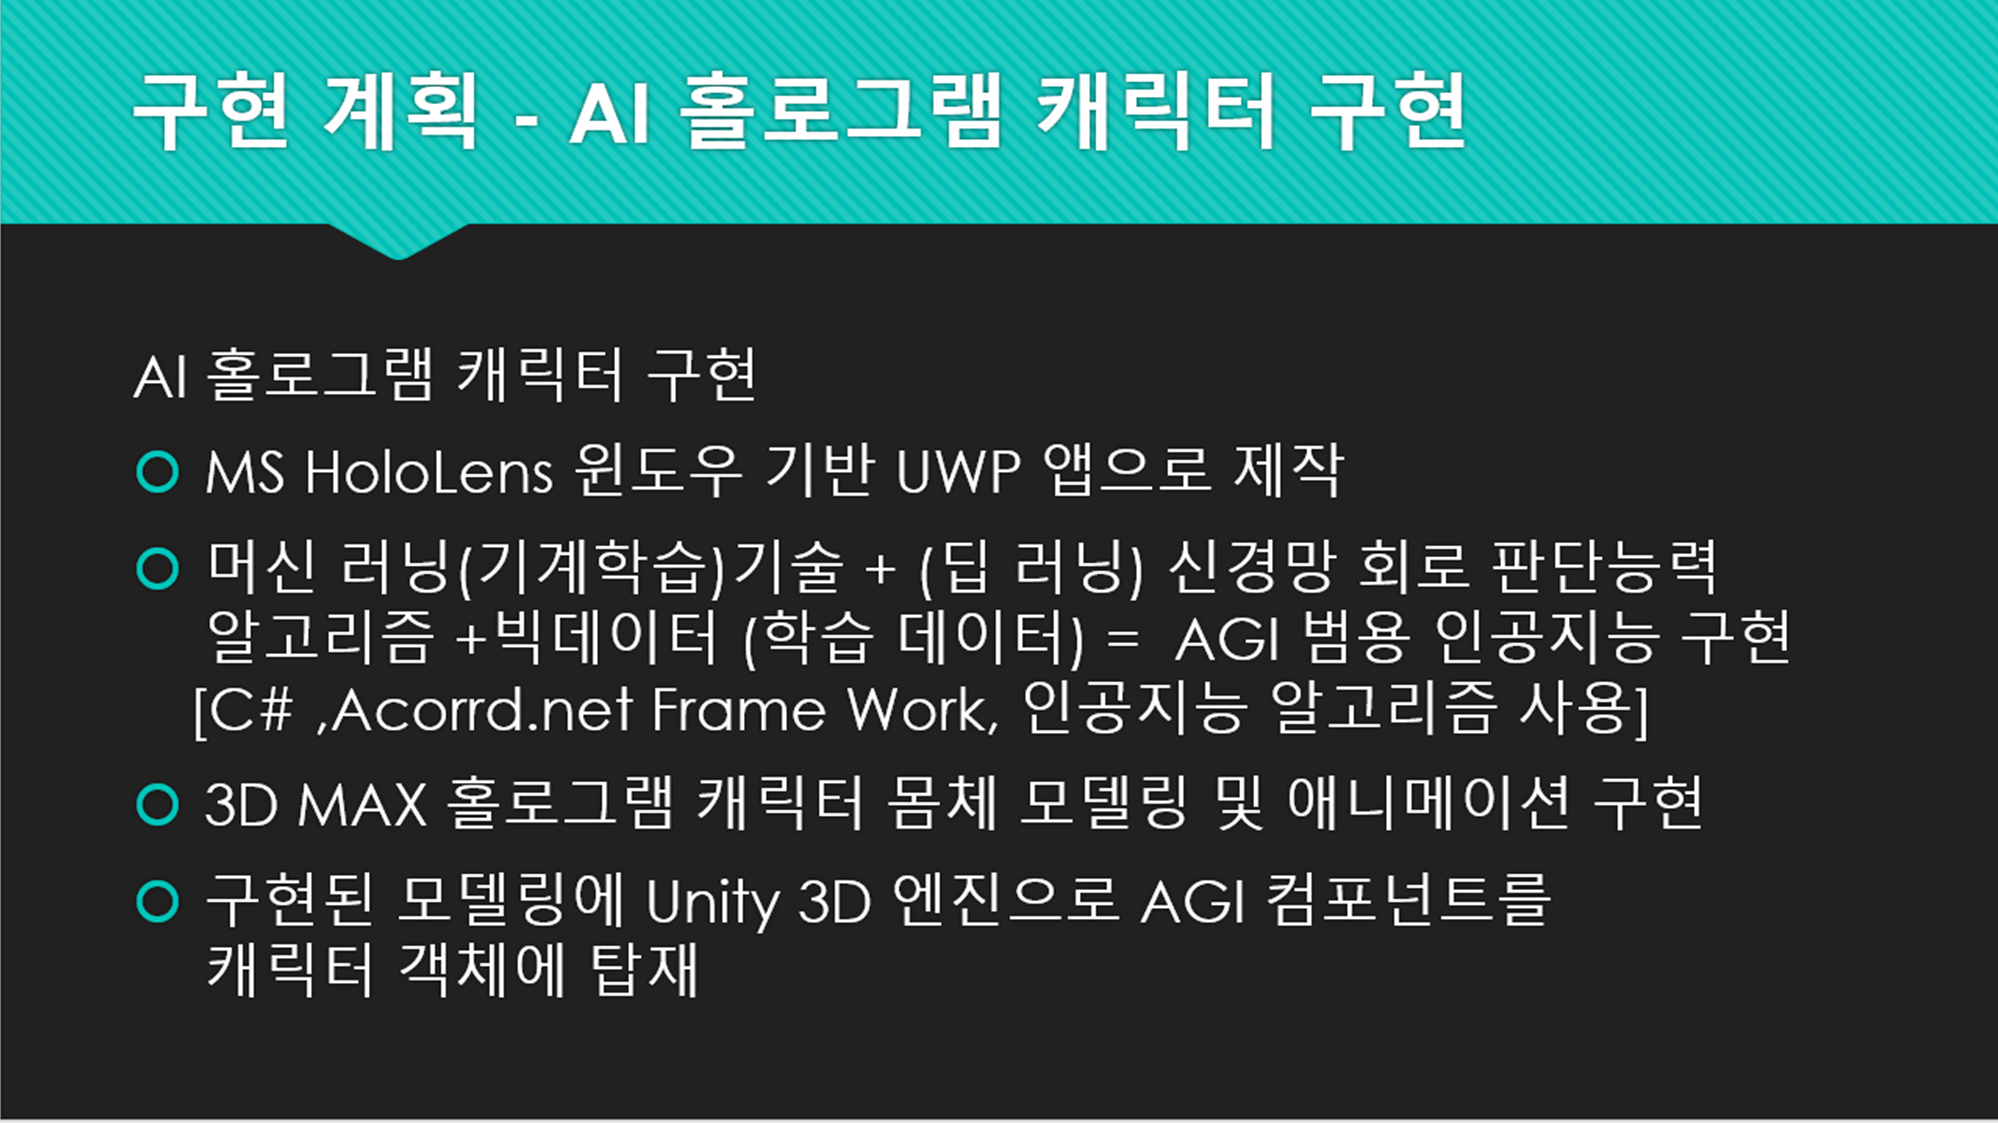 구현 계획 - AI 홀로그램 캐릭터 구현
AI 홀로그램 캐릭터 구현
MS HoloLens 윈도우 기반 UWP 앱으로 제작
머신 러닝(기계학습)기술 + (딥 러닝) 신경망 회로 판단능력
알고리즘 +빅데이터 (학습 데이터) = AGI 범용 인공지능 구현
[C# ,Acorrd.net Frame Work, 인공지능 알고리즘 사용]
3D MAX 홀로그램 캐릭터 몸체 모델링 및 애니메이션 구현
구현된 모델링에 Unity 3D 엔진으로 AGI 컴포넌트를
캐릭터 객체에 탑재